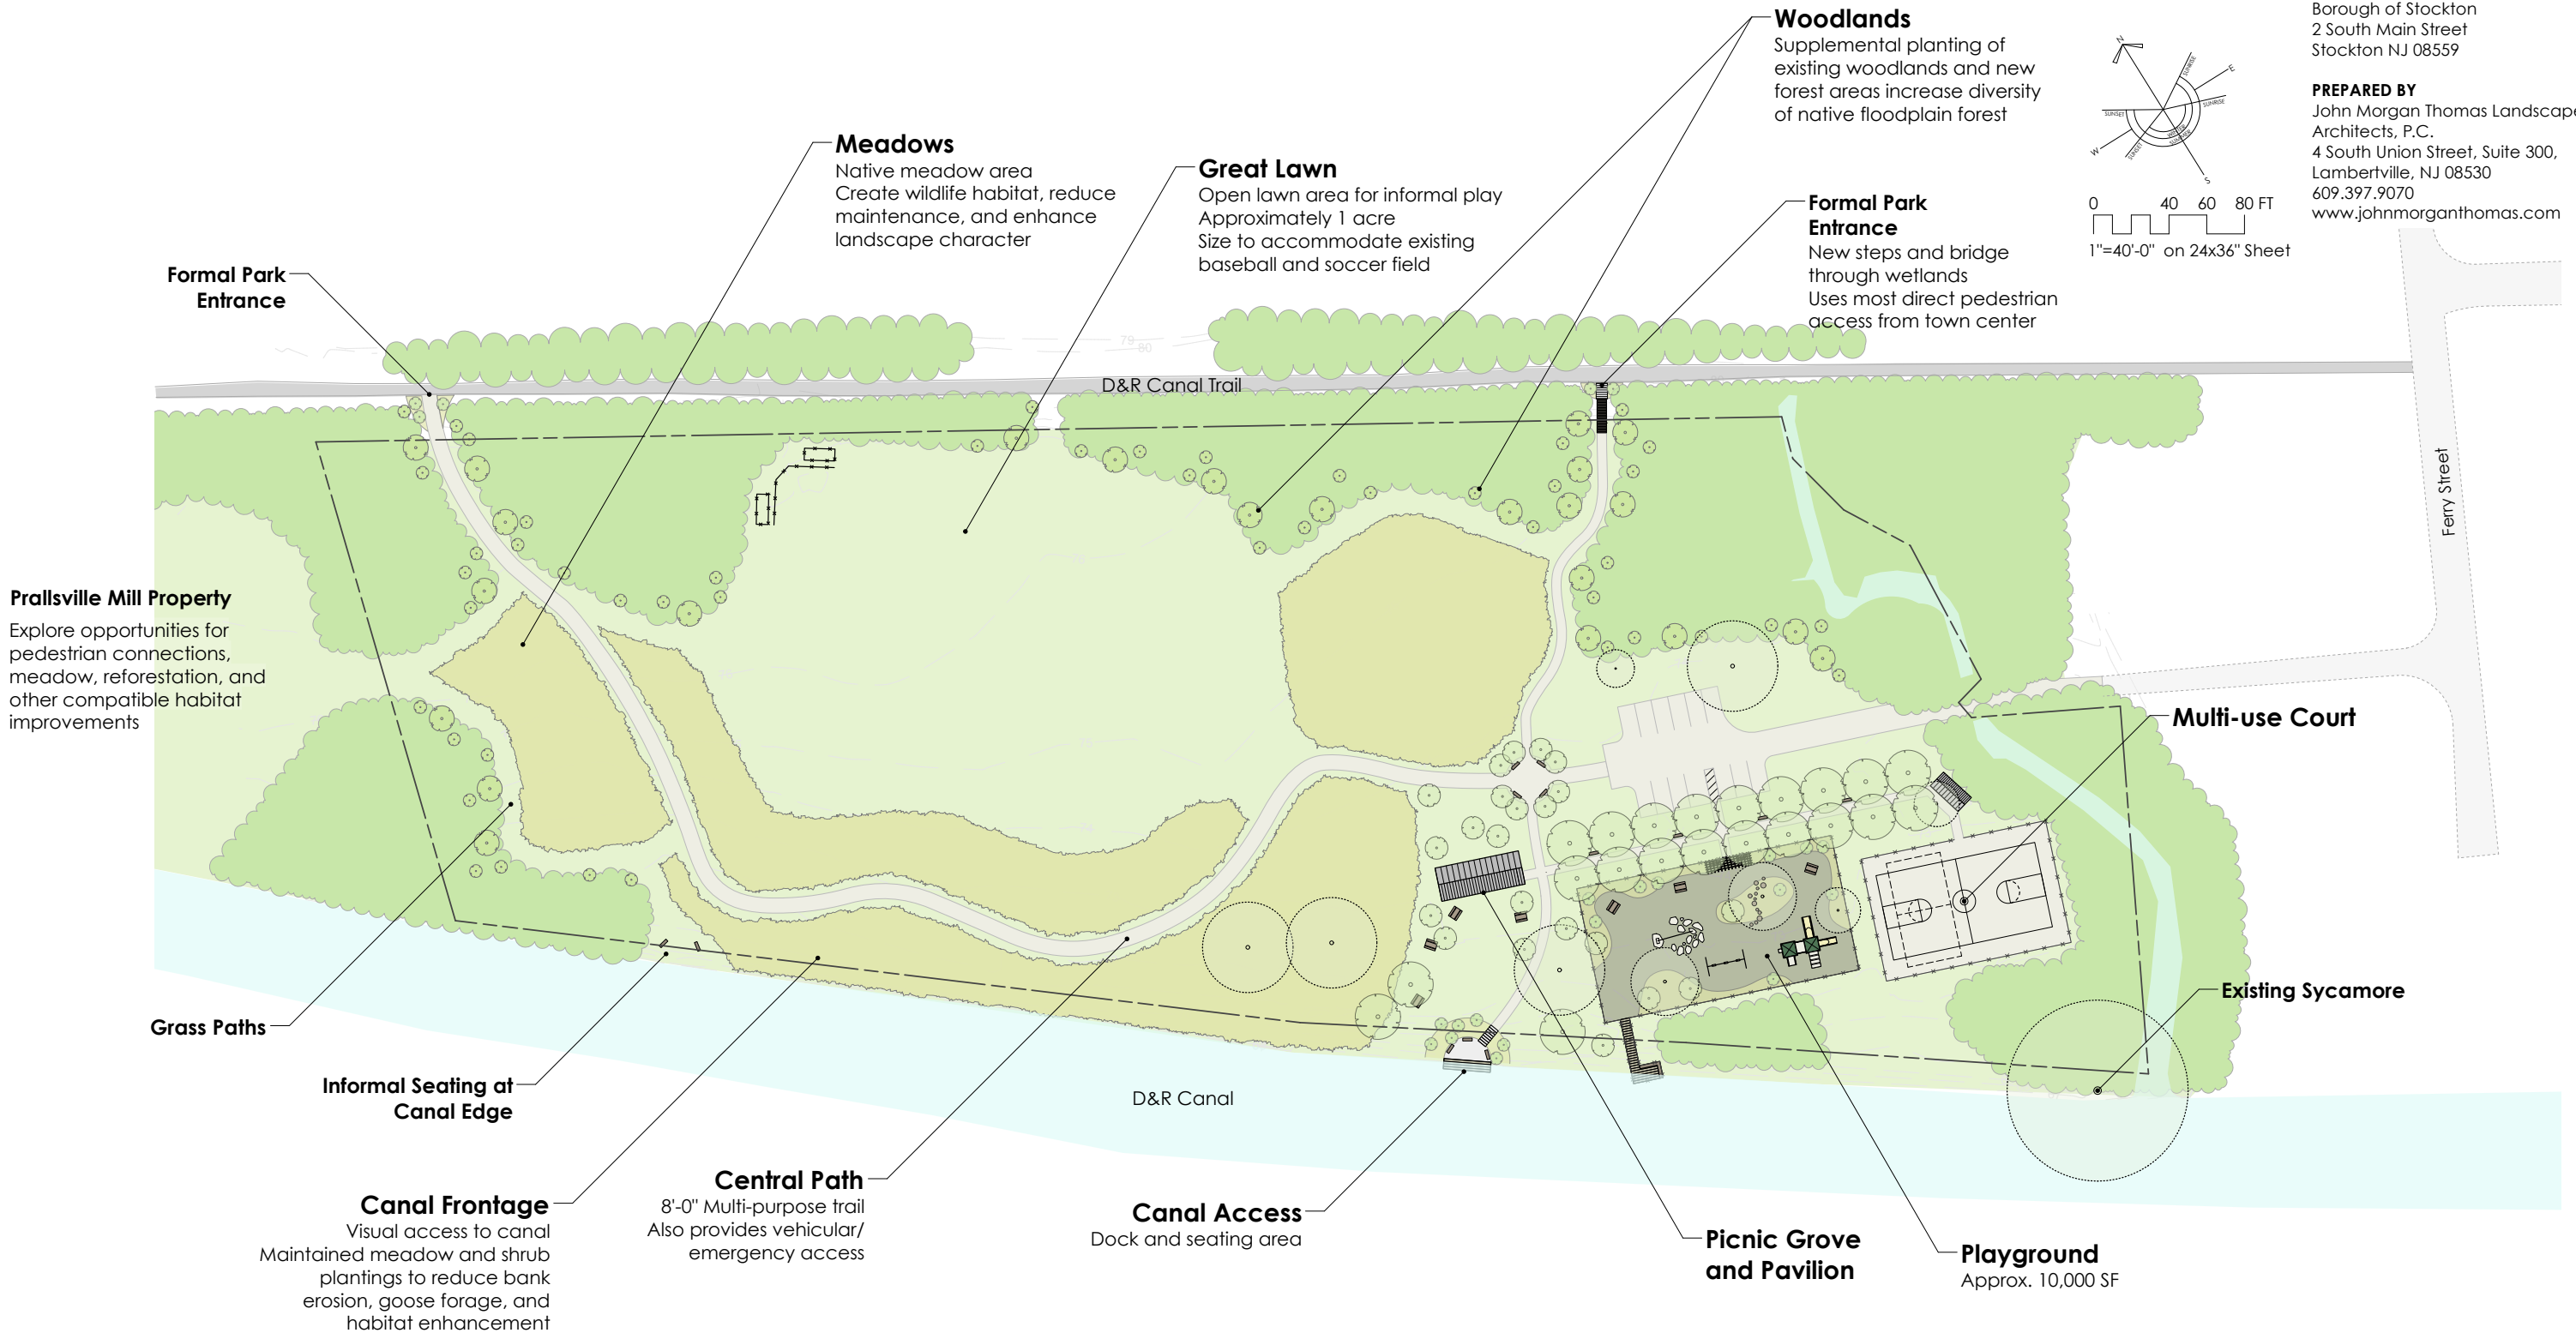 Woodlands
Supplemental planting of
existing woodlands and new
forest areas increase diversity
of native floodplain forest
N
SUNRISE
E
SUNRISE
SUNSET
WINTER
SUMMER
W
SUNSET
S
0 40 60 80 FT
1"=40'-0" on 24x36" Sheet
Borough of Stockton
2 South Main Street
Stockton NJ 08559
PREPARED BY
John Morgan Thomas Landscape
Architects, P.C.
4 South Union Street, Suite 300,
Lambertville, NJ 08530
609.397.9070
www.johnmorganthomas.com
Meadows
Native meadow area
Create wildlife habitat, reduce
maintenance, and enhance
landscape character
Great Lawn
Open lawn area for informal play
Approximately 1 acre
Size to accommodate existing
baseball and soccer field
Formal Park
Entrance
New steps and bridge
through wetlands
Uses most direct pedestrian
access from town center
Formal Park
Entrance
79
80
D&R Canal Trail
Ferry Street
Prallsville Mill Property
Explore opportunities for
pedestrian connections,
meadow, reforestation, and
other compatible habitat
improvements
Multi-use Court
Existing Sycamore
Grass Paths
Informal Seating at
Canal Edge
D&R Canal
Canal Frontage
Visual access to canal
Maintained meadow and shrub
plantings to reduce bank
erosion, goose forage, and
habitat enhancement
Central Path
8'-0" Multi-purpose trail
Also provides vehicular/
emergency access
Canal Access
Dock and seating area
Picnic Grove
and Pavilion
Playground
Approx. 10,000 SF